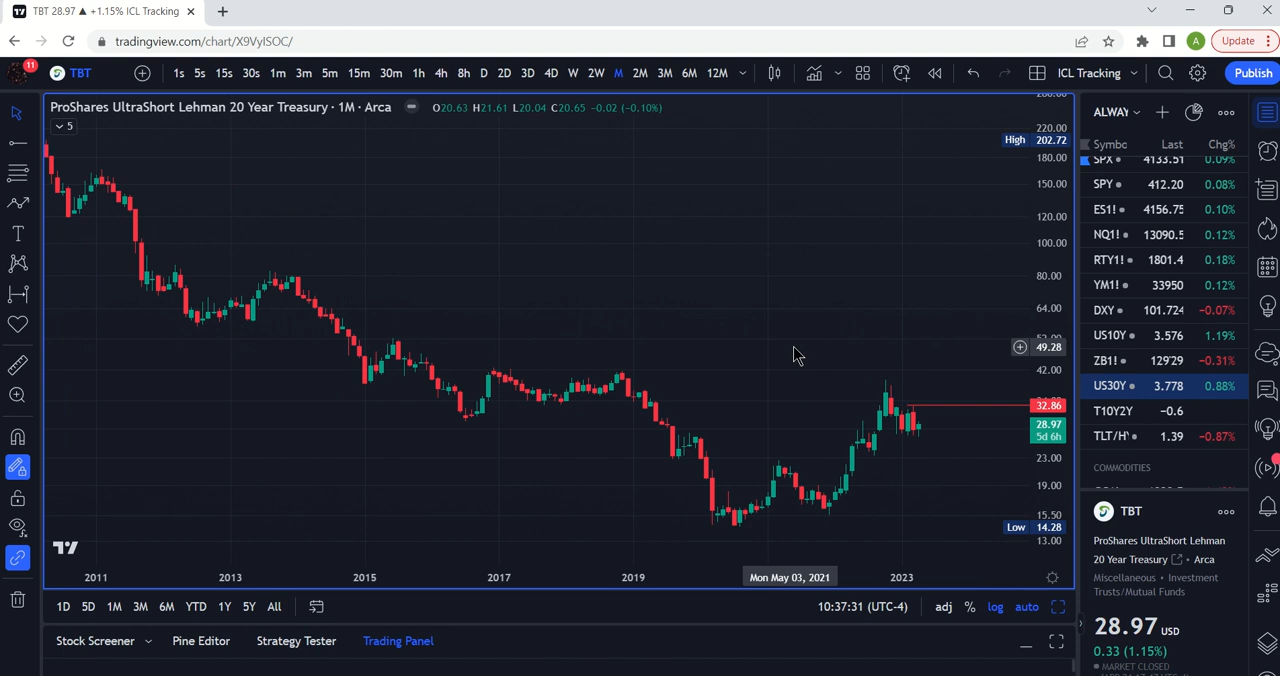 TBT 28.97 ▲ +1.15% ICL Tracking
tradingview.com/chart/X9VyISOC/
A
Update
11
TBT
1s 5s 15s 30s 1m 3m 5m 15m 30m 1h 4h 8h D 2D 3D 4D W 2W M 2M 3M 6M 12M
ICL Tracking
Publish
ProShares UltraShort Lehman 20 Year Treasury · 1M · Arca
O20.63 H21.61 L20.04 C20.65 -0.02 (-0.10%)
5
220.00
High 202.72
180.00
150.00
120.00
100.00
80.00
64.00
49.28
42.00
32.86
28.97
5d 6h
23.00
19.00
15.50
Low 14.28
13.00
2011 2013 2015 2017 2019 Mon May 03, 2021 2023
1D 5D 1M 3M 6M YTD 1Y 5Y All
10:37:31 (UTC-4)
adj % log auto
Stock Screener
Pine Editor
Strategy Tester
Trading Panel
ALWAY
Symbc Last Chg%
SPX 4133.51 0.09%
SPY 412.20 0.08%
ES1! 4156.75 0.10%
NQ1! 13090.5 0.12%
RTY1! 1801.4 0.18%
YM1! 33950 0.12%
DXY 101.724 -0.07%
US10Y 3.576 1.19%
ZB1! 129'29 -0.31%
US30Y 3.778 0.88%
T10Y2Y -0.6
TLT/HY 1.39 -0.87%
COMMODITIES
TBT
ProShares UltraShort Lehman
20 Year Treasury • Arca
Miscellaneous • Investment
Trusts/Mutual Funds
28.97 USD
0.33 (1.15%)
MARKET CLOSED